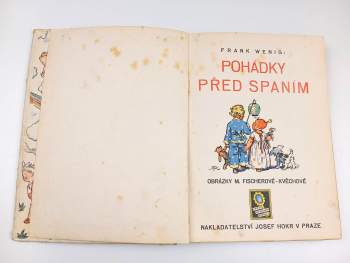 FRANK WENIG:
POHÁDKY
PŘED SPANÍM
OBRÁZKY M. FISCHEROVÉ-KVĚCHOVÉ
NAKLADATELSTVÍ JOSEF HOKR V PRAZE